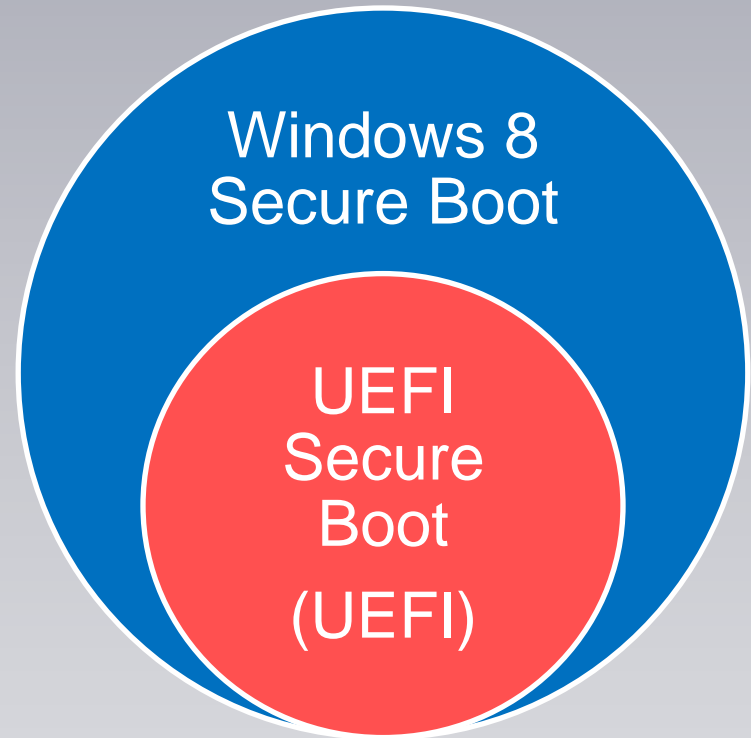 Windows 8
Secure Boot
UEFI
Secure
Boot
(UEFI)